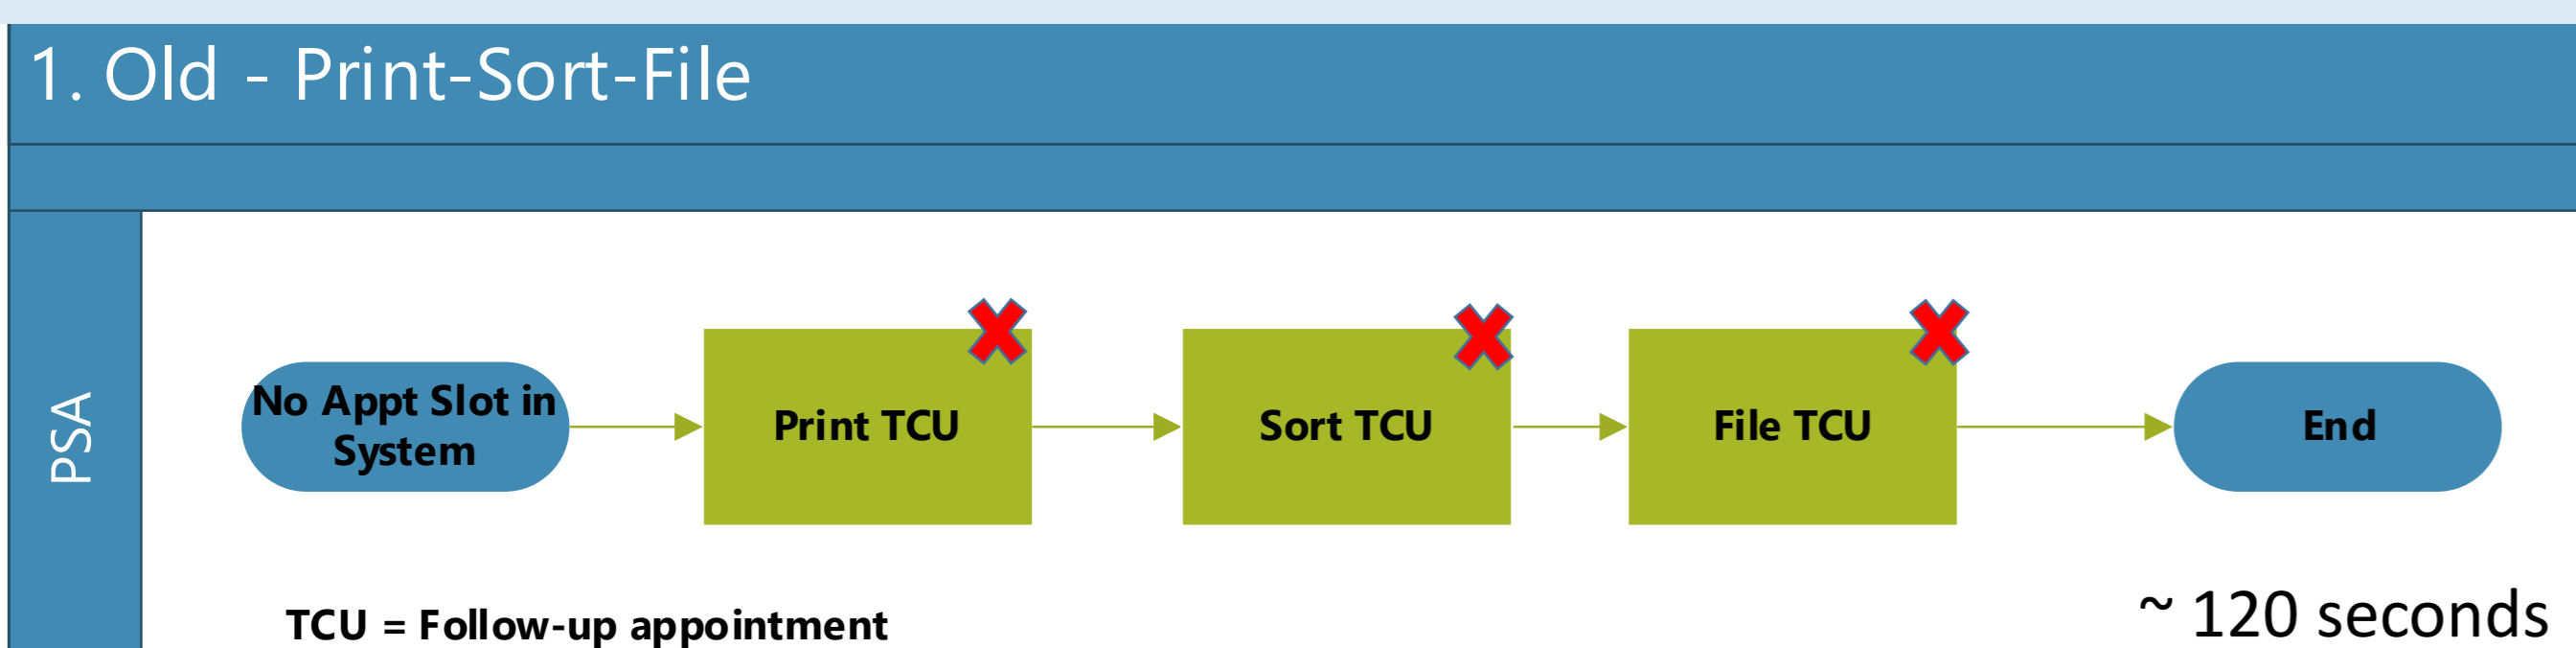 1. Old - Print-Sort-File
PSA
No Appt Slot in
System
Print TCU
Sort TCU
File TCU
End
TCU = Follow-up appointment
~ 120 seconds